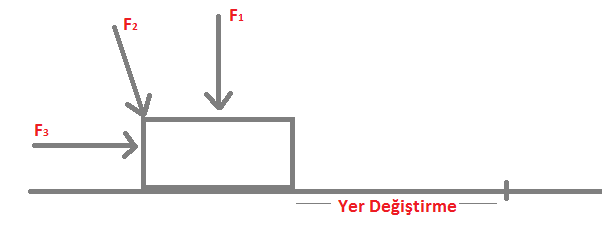 F₁
F₂
F₃
Yer Değiştirme